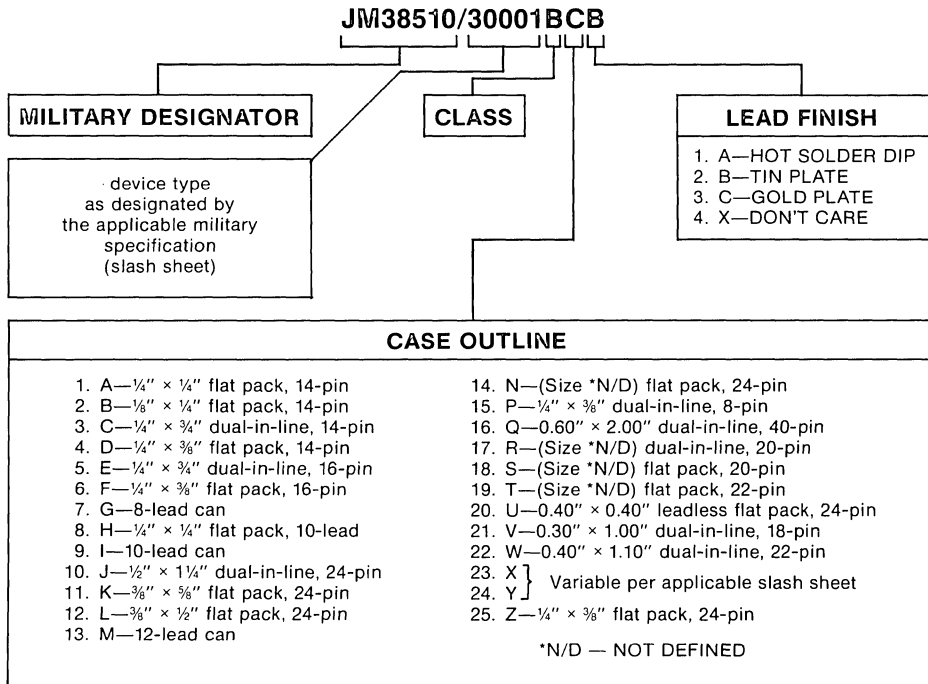 JM38510/30001BCB
MILITARY DESIGNATOR
CLASS
LEAD FINISH
1. A—HOT SOLDER DIP
2. B—TIN PLATE
3. C—GOLD PLATE
4. X—DON'T CARE
device type
as designated by
the applicable military
specification
(slash sheet)
CASE OUTLINE
1. A—¼" × ¼" flat pack, 14-pin
2. B—⅛" × ¼" flat pack, 14-pin
3. C—¼" × ¾" dual-in-line, 14-pin
4. D—¼" × ⅜" flat pack, 14-pin
5. E—¼" × ¾" dual-in-line, 16-pin
6. F—¼" × ⅜" flat pack, 16-pin
7. G—8-lead can
8. H—¼" × ¼" flat pack, 10-lead
9. I—10-lead can
10. J—½" × 1¼" dual-in-line, 24-pin
11. K—⅜" × ⅝" flat pack, 24-pin
12. L—⅜" × ½" flat pack, 24-pin
13. M—12-lead can
14. N—(Size *N/D) flat pack, 24-pin
15. P—¼" × ⅜" dual-in-line, 8-pin
16. Q—0.60" × 2.00" dual-in-line, 40-pin
17. R—(Size *N/D) dual-in-line, 20-pin
18. S—(Size *N/D) flat pack, 20-pin
19. T—(Size *N/D) flat pack, 22-pin
20. U—0.40" × 0.40" leadless flat pack, 24-pin
21. V—0.30" × 1.00" dual-in-line, 18-pin
22. W—0.40" × 1.10" dual-in-line, 22-pin
23. X
24. Y
Variable per applicable slash sheet
25. Z—¼" × ⅜" flat pack, 24-pin
*N/D — NOT DEFINED